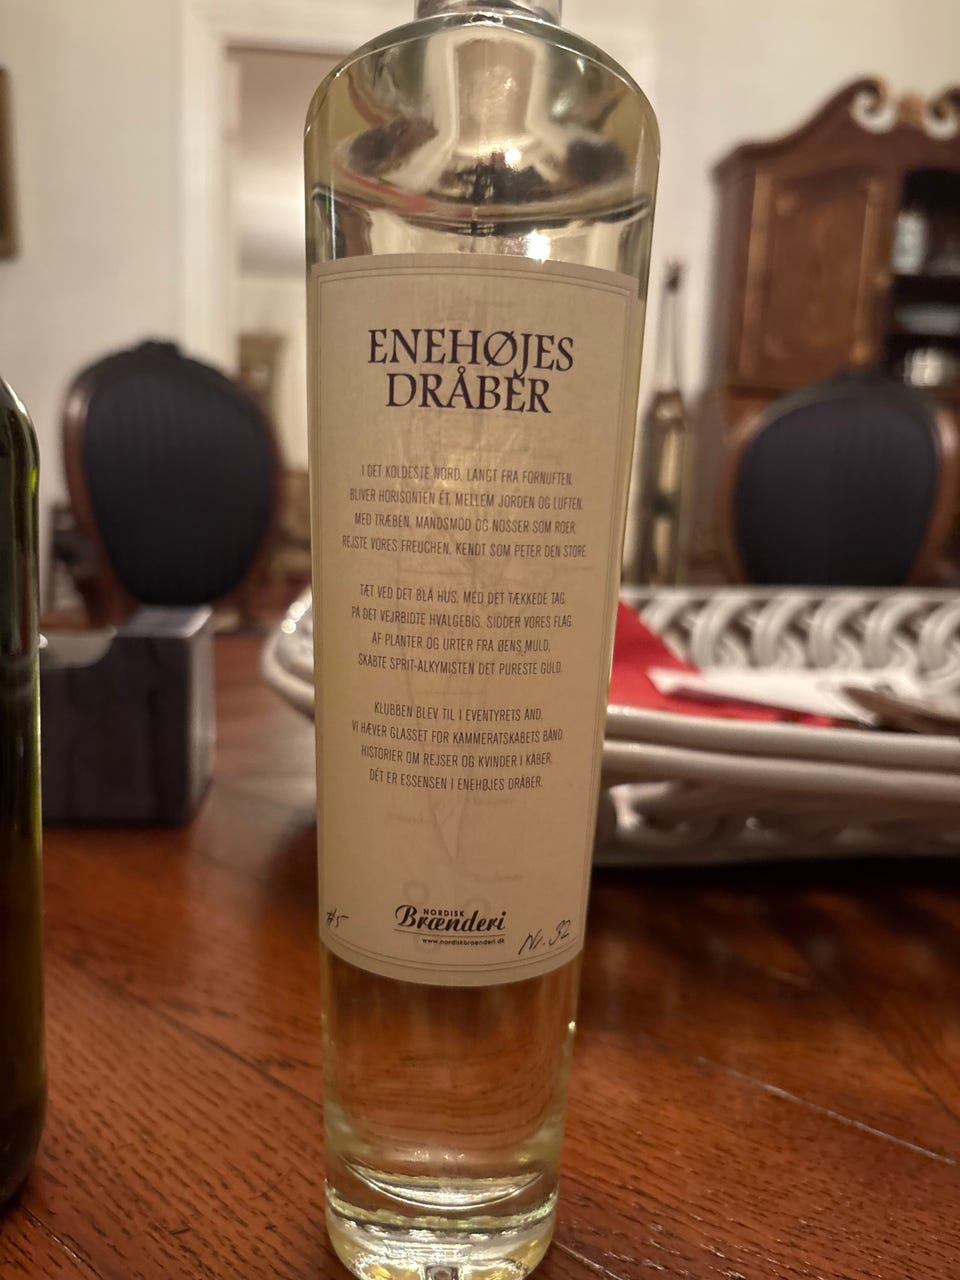 ENEHØJES
DRÅBER
I DET KOLDESTE NORD, LANGT FRA FORNUFTEN,
BLIVER HORISONTEN ÉT, MELLEM JORDEN OG LUFTEN.
MED TRÆBEN, MANDSMOD OG NOSSER SOM ROER,
REJSTE VORES FREUCHEN, KENDT SOM PETER DEN STORE.
TÆT VED DET BLÅ HUS, MED DET TÆKKEDE TAG,
PÅ DET VEJRBIDTE HVALGEBIS, SIDDER VORES FLAG.
AF PLANTER OG URTER FRA ØENS MULD,
SKABTE SPRIT-ALKYMISTEN DET PURESTE GULD.
KLUBBEN BLEV TIL I EVENTYRETS ÅND,
VI HÆVER GLASSET FOR KAMMERATSKABETS BÅND.
HISTORIER OM REJSER OG KVINDER I KÅBER,
DÉT ER ESSENSEN I ENEHØJES DRÅBER.
#5
NORDISK
Brænderi
www.nordiskbraenderi.dk
Nr. 32